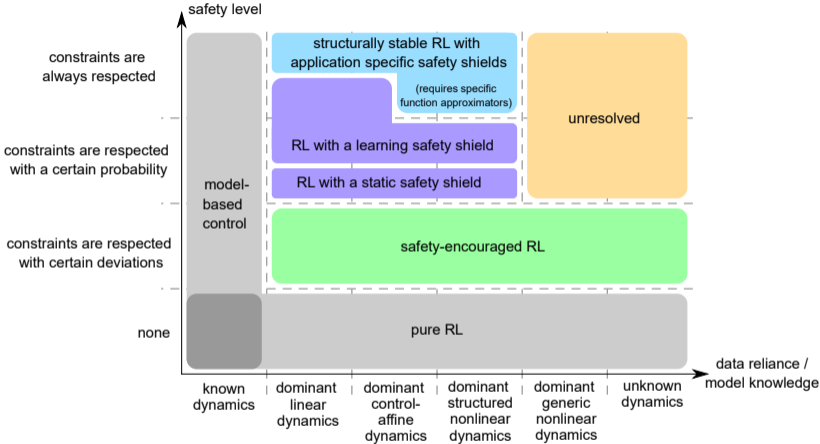 safety level
constraints are
always respected
structurally stable RL with
application specific safety shields
(requires specific
function approximators)
unresolved
constraints are respected
with a certain probability
RL with a learning safety shield
RL with a static safety shield
model-
based
control
constraints are respected
with certain deviations
safety-encouraged RL
none
pure RL
data reliance /
model knowledge
known
dynamics
dominant
linear
dynamics
dominant
control-
affine
dynamics
dominant
structured
nonlinear
dynamics
dominant
generic
nonlinear
dynamics
unknown
dynamics